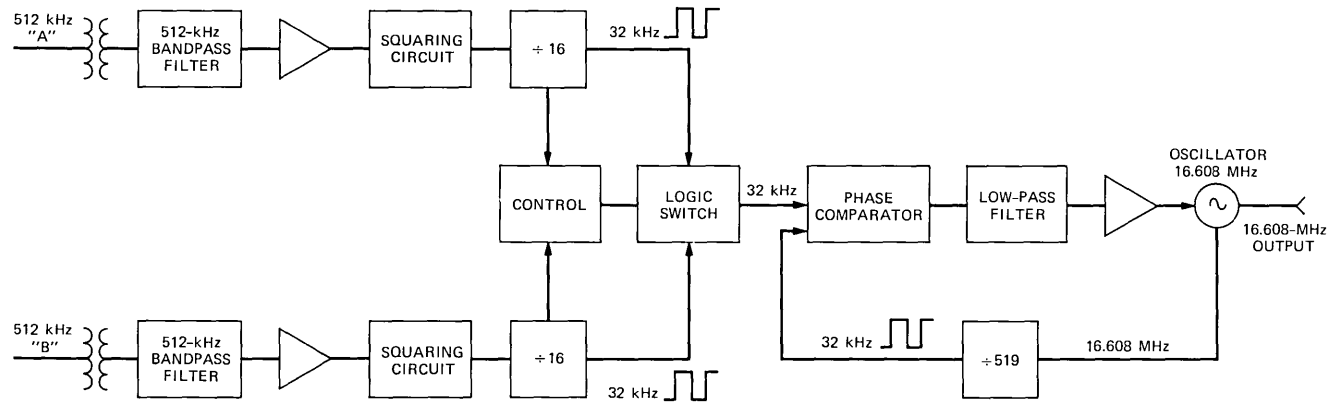 512 kHz
"A"
512-kHz
BANDPASS
FILTER
SQUARING
CIRCUIT
÷ 16
32 kHz
CONTROL
LOGIC
SWITCH
32 kHz
PHASE
COMPARATOR
LOW-PASS
FILTER
OSCILLATOR
16.608 MHz
~
16.608-MHz
OUTPUT
512 kHz
"B"
512-kHz
BANDPASS
FILTER
SQUARING
CIRCUIT
÷16
32 kHz
32 kHz
÷519
16.608 MHz